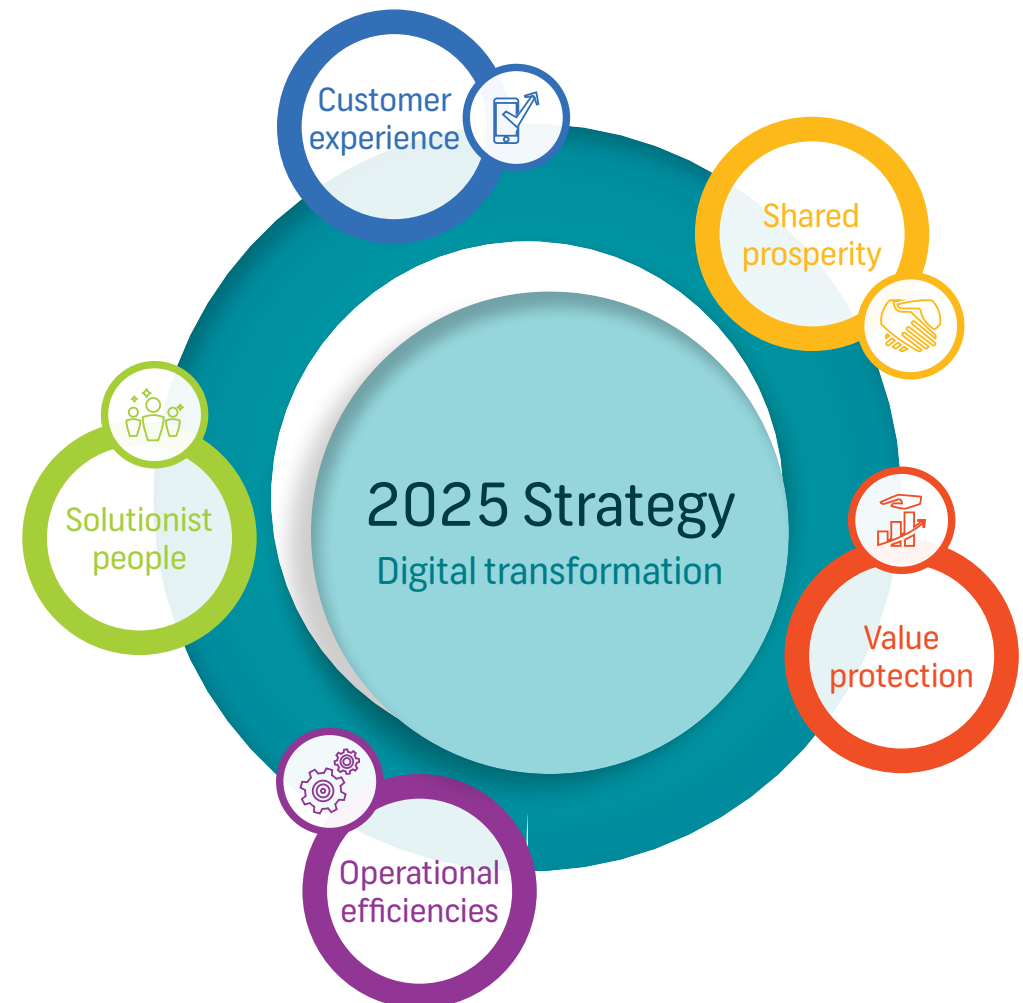 Customer
experience
Shared
prosperity
Solutionist
people
2025 Strategy
Digital transformation
Value
protection
Operational
efficiencies